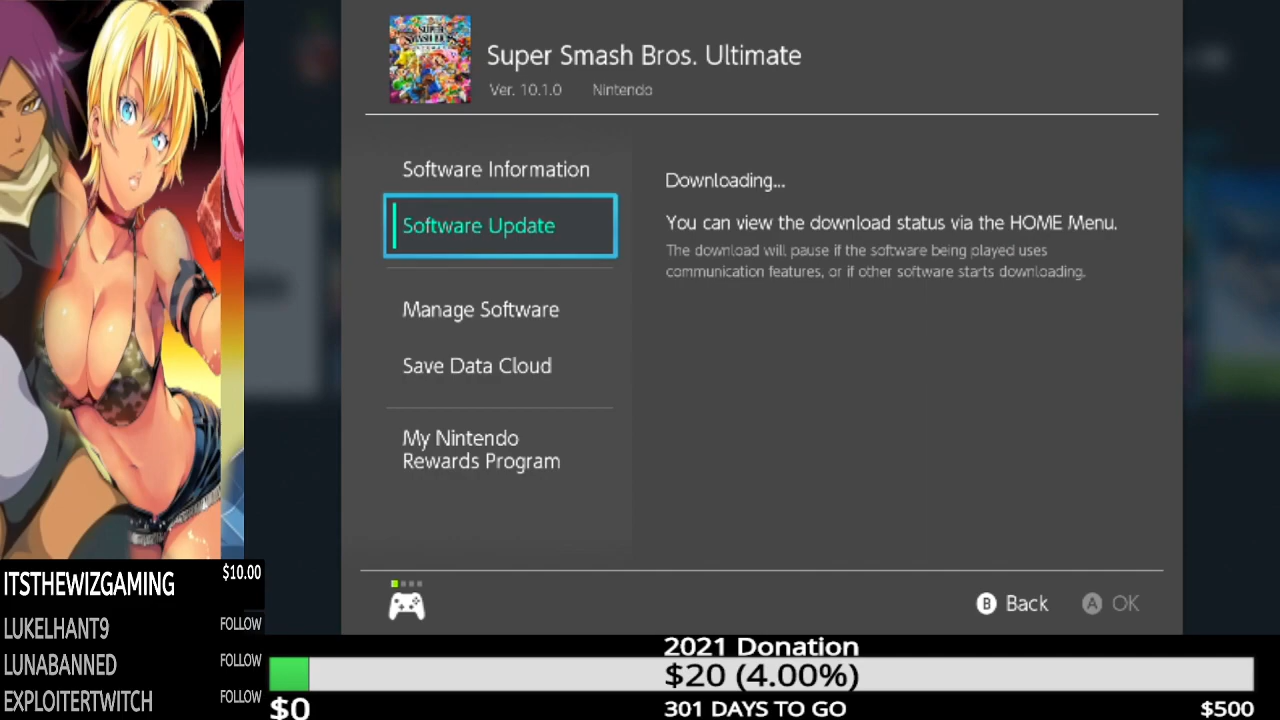 Super Smash Bros. Ultimate
Ver. 10.1.0 Nintendo
Software Information
Software Update
Manage Software
Save Data Cloud
My Nintendo
Rewards Program
Downloading...
You can view the download status via the HOME Menu.
The download will pause if the software being played uses
communication features, or if other software starts downloading.
B Back A OK
ITSTHEWIZGAMING $10.00
LUKELHANT9 FOLLOW
LUNABANNED FOLLOW
EXPLOITERTWITCH FOLLOW
2021 Donation
$20 (4.00%)
$0 301 DAYS TO GO $500